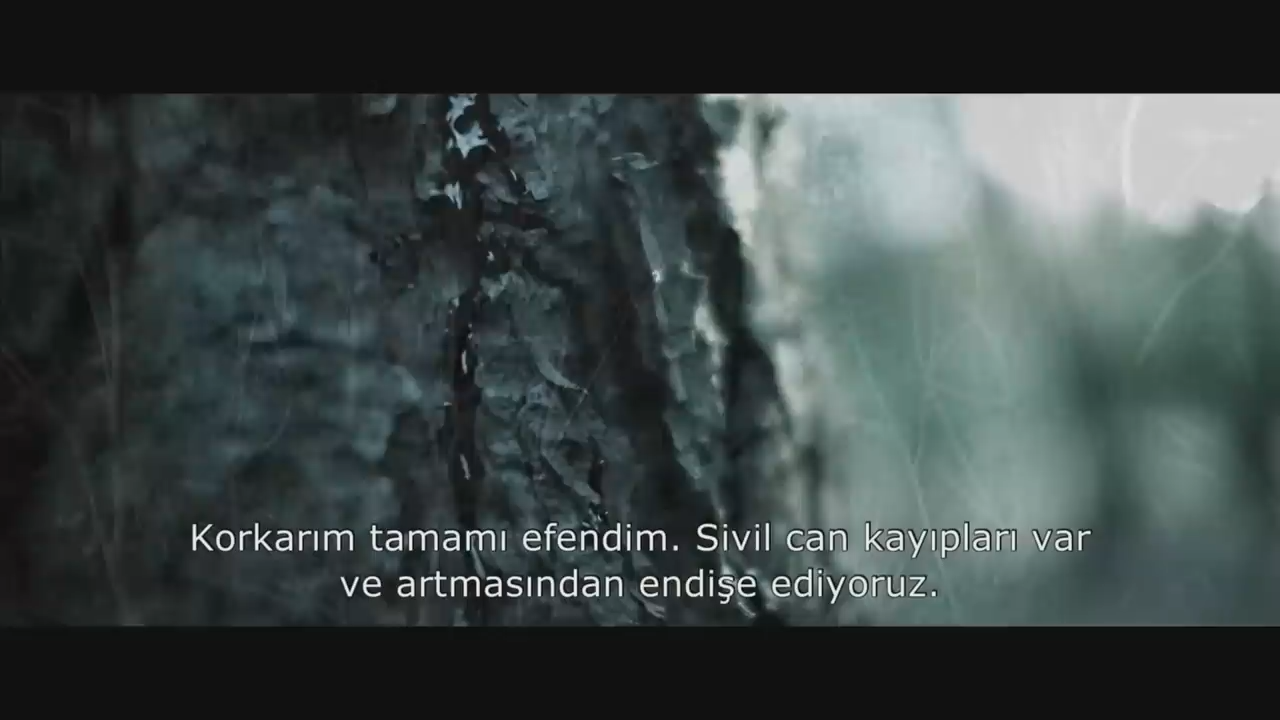 Korkarım tamamı efendim. Sivil can kayıpları var
ve artmasından endişe ediyoruz.